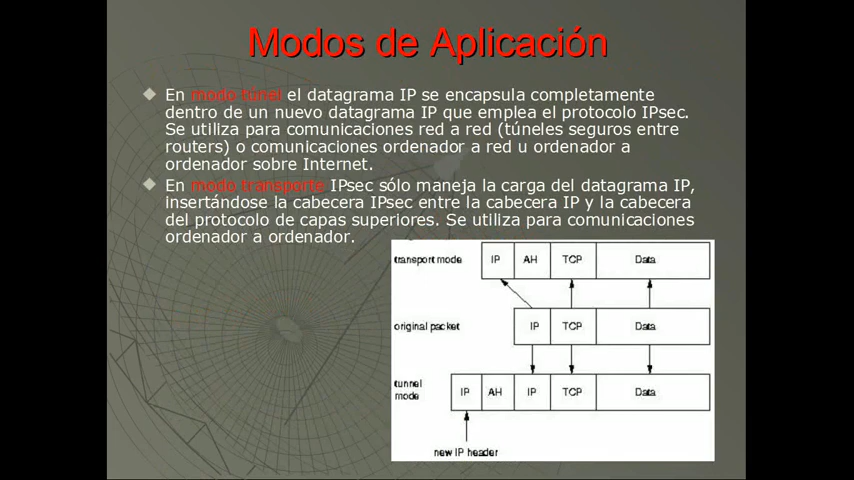 Modos de Aplicación
En modo túnel el datagrama IP se encapsula completamente
dentro de un nuevo datagrama IP que emplea el protocolo IPsec.
Se utiliza para comunicaciones red a red (túneles seguros entre
routers) o comunicaciones ordenador a red u ordenador a
ordenador sobre Internet.
En modo transporte IPsec sólo maneja la carga del datagrama IP,
insertándose la cabecera IPsec entre la cabecera IP y la cabecera
del protocolo de capas superiores. Se utiliza para comunicaciones
ordenador a ordenador.
transport mode IP AH TCP Data
original packet IP TCP Data
tunnel
mode
IP AH IP TCP Data
new IP header